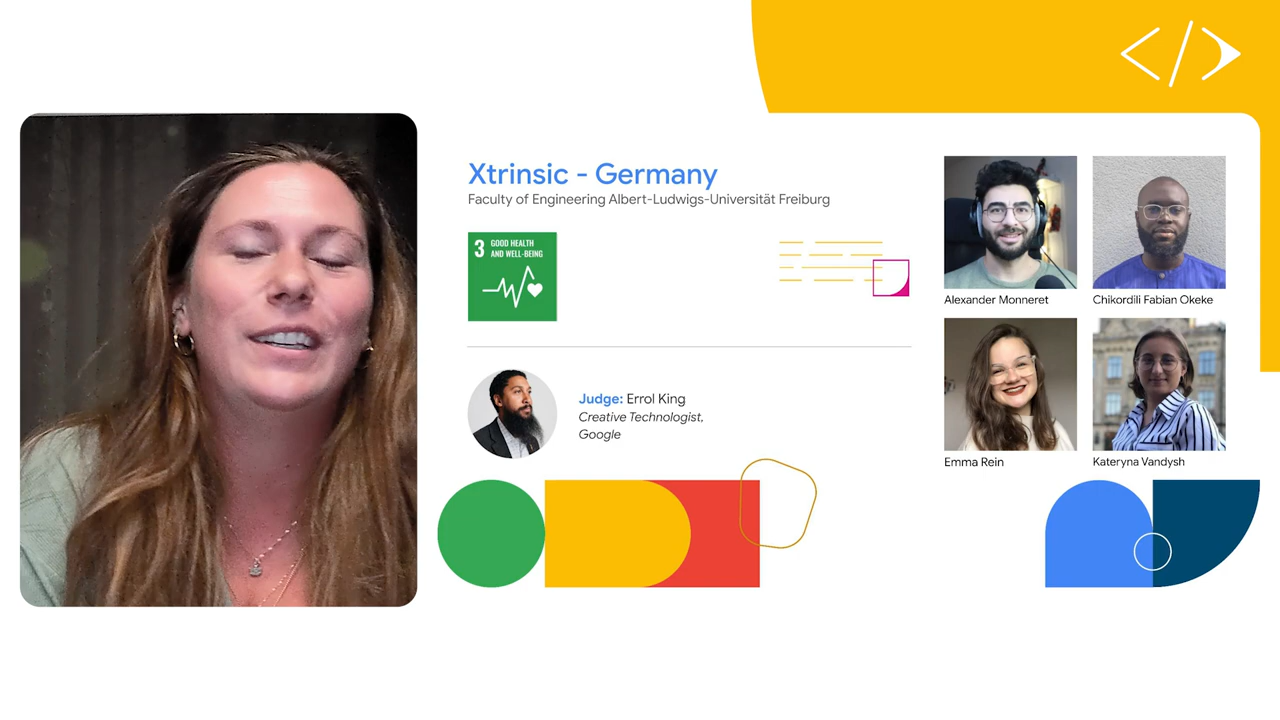 Xtrinsic - Germany
Faculty of Engineering Albert-Ludwigs-Universität Freiburg
3 GOOD HEALTH
AND WELL-BEING
Judge: Errol King
Creative Technologist,
Google
Alexander Monneret
Chikordili Fabian Okeke
Emma Rein
Kateryna Vandysh